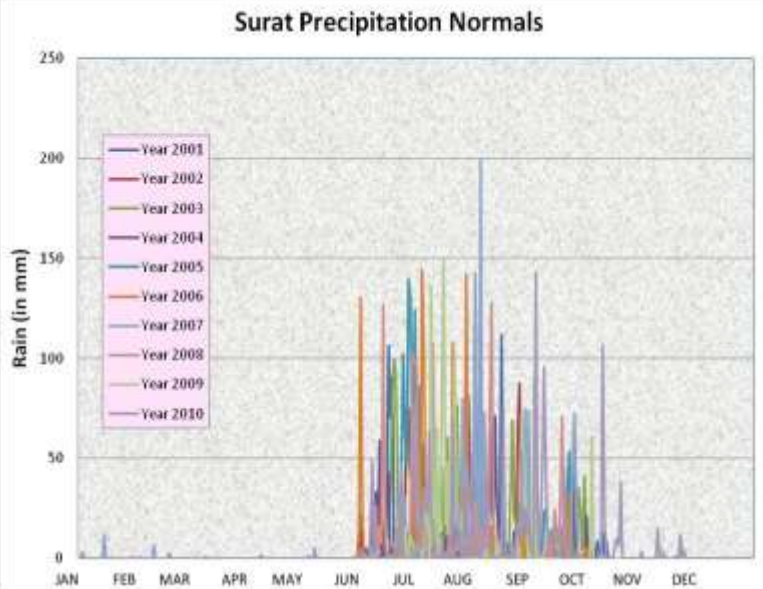 Surat Precipitation Normals
250
200
150
100
50
0
Rain (in mm)
Year 2001
Year 2002
Year 2003
Year 2004
Year 2005
Year 2006
Year 2007
Year 2008
Year 2009
Year 2010
JAN FEB MAR APR MAY JUN JUL AUG SEP OCT NOV DEC